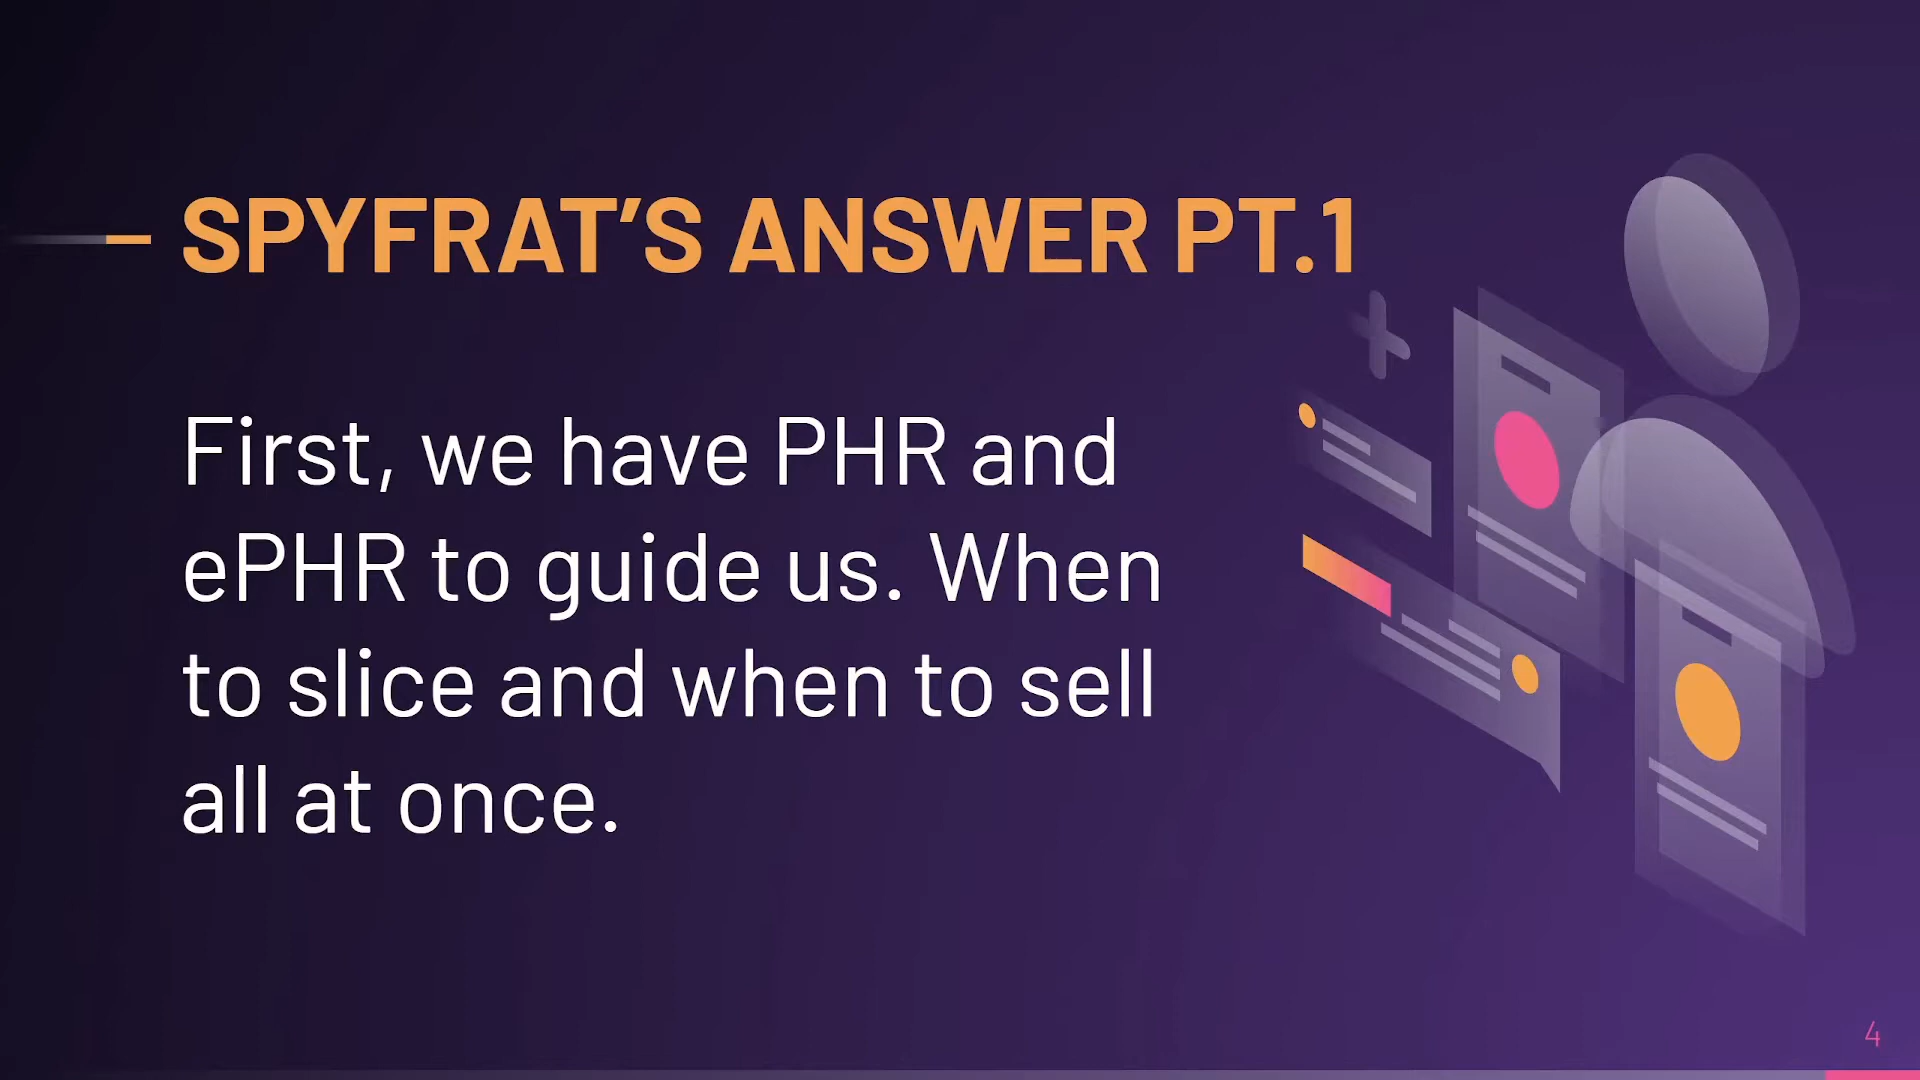 SPYFRAT’S ANSWER PT.1
First, we have PHR and
ePHR to guide us. When
to slice and when to sell
all at once.
4